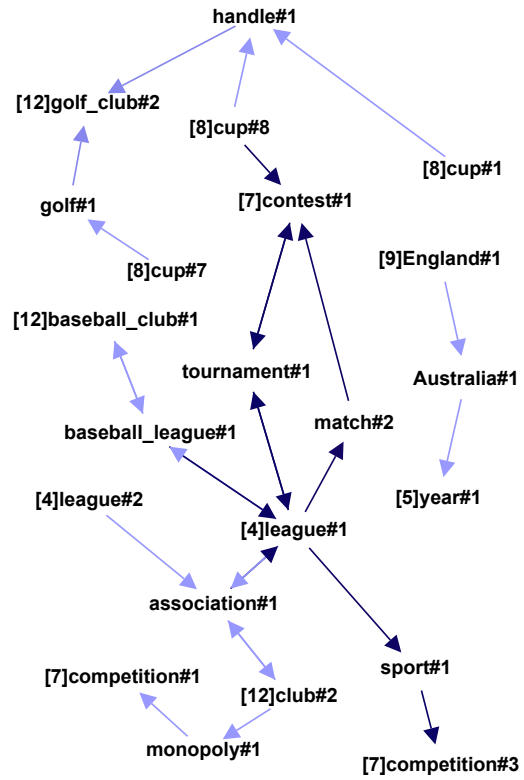 handle#1
[12]golf_club#2
[8]cup#8
[8]cup#1
golf#1
[7]contest#1
[8]cup#7
[9]England#1
[12]baseball_club#1
tournament#1
Australia#1
baseball_league#1
match#2
[4]league#2
[5]year#1
[4]league#1
association#1
[7]competition#1
sport#1
[12]club#2
monopoly#1
[7]competition#3